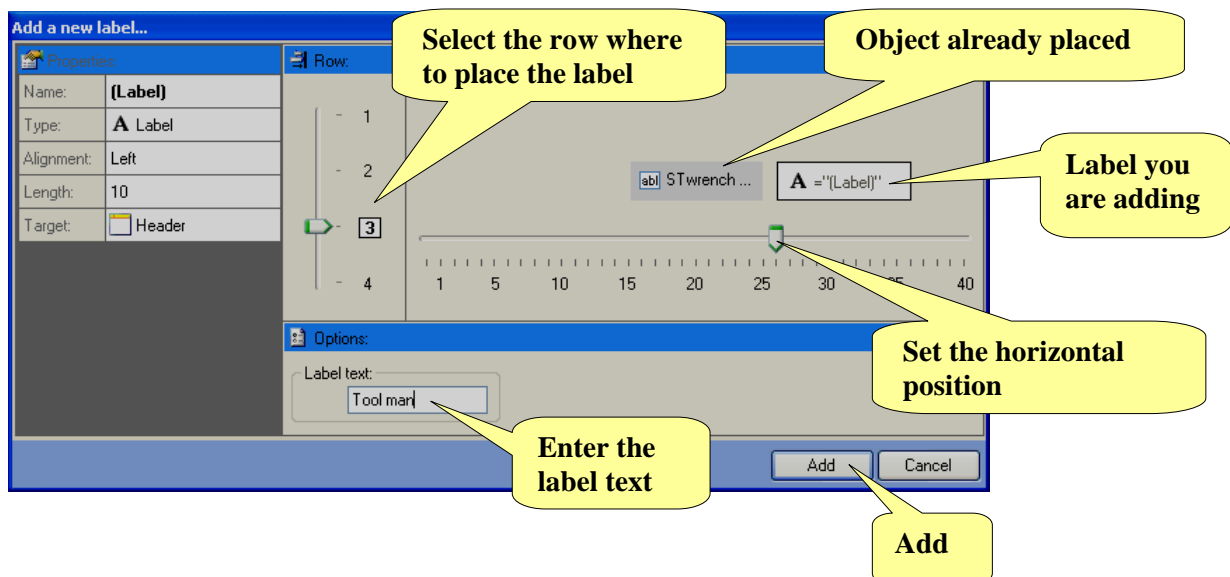 Add a new label...
Select the row where
to place the label
Object already placed
Properties:
Row:
Name: (Label)
Type: A Label
Alignment: Left
Length: 10
Target: Header
1
2
3
4
abl STwrench ...
A ="(Label)"
Label you
are adding
1 5 10 15 20 25 30 35 40
Options:
Label text:
Tool man
Set the horizontal
position
Enter the
label text
Add Cancel
Add